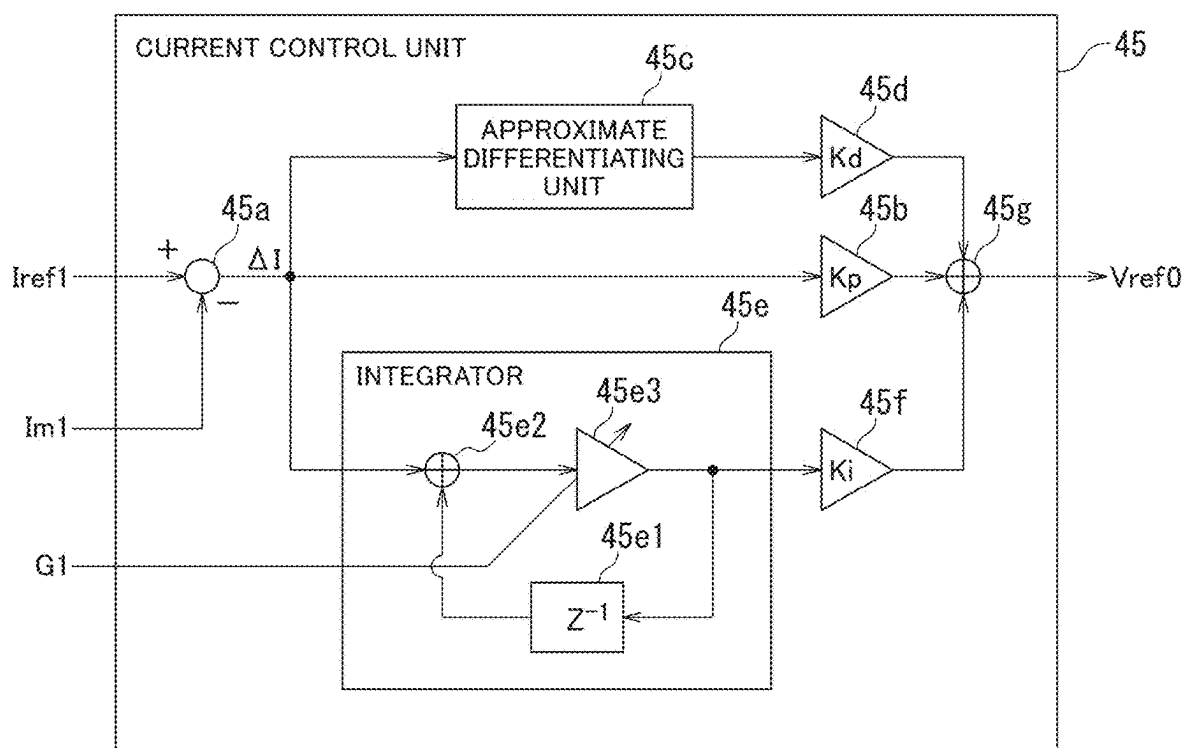 CURRENT CONTROL UNIT
45
45c
45d
APPROXIMATE
DIFFERENTIATING
UNIT
Kd
45a
45b
45g
+
ΔI
Iref1
Kp
Vref0
−
45e
INTEGRATOR
45e3
45f
Im1
45e2
Ki
G1
45e1
Z⁻¹